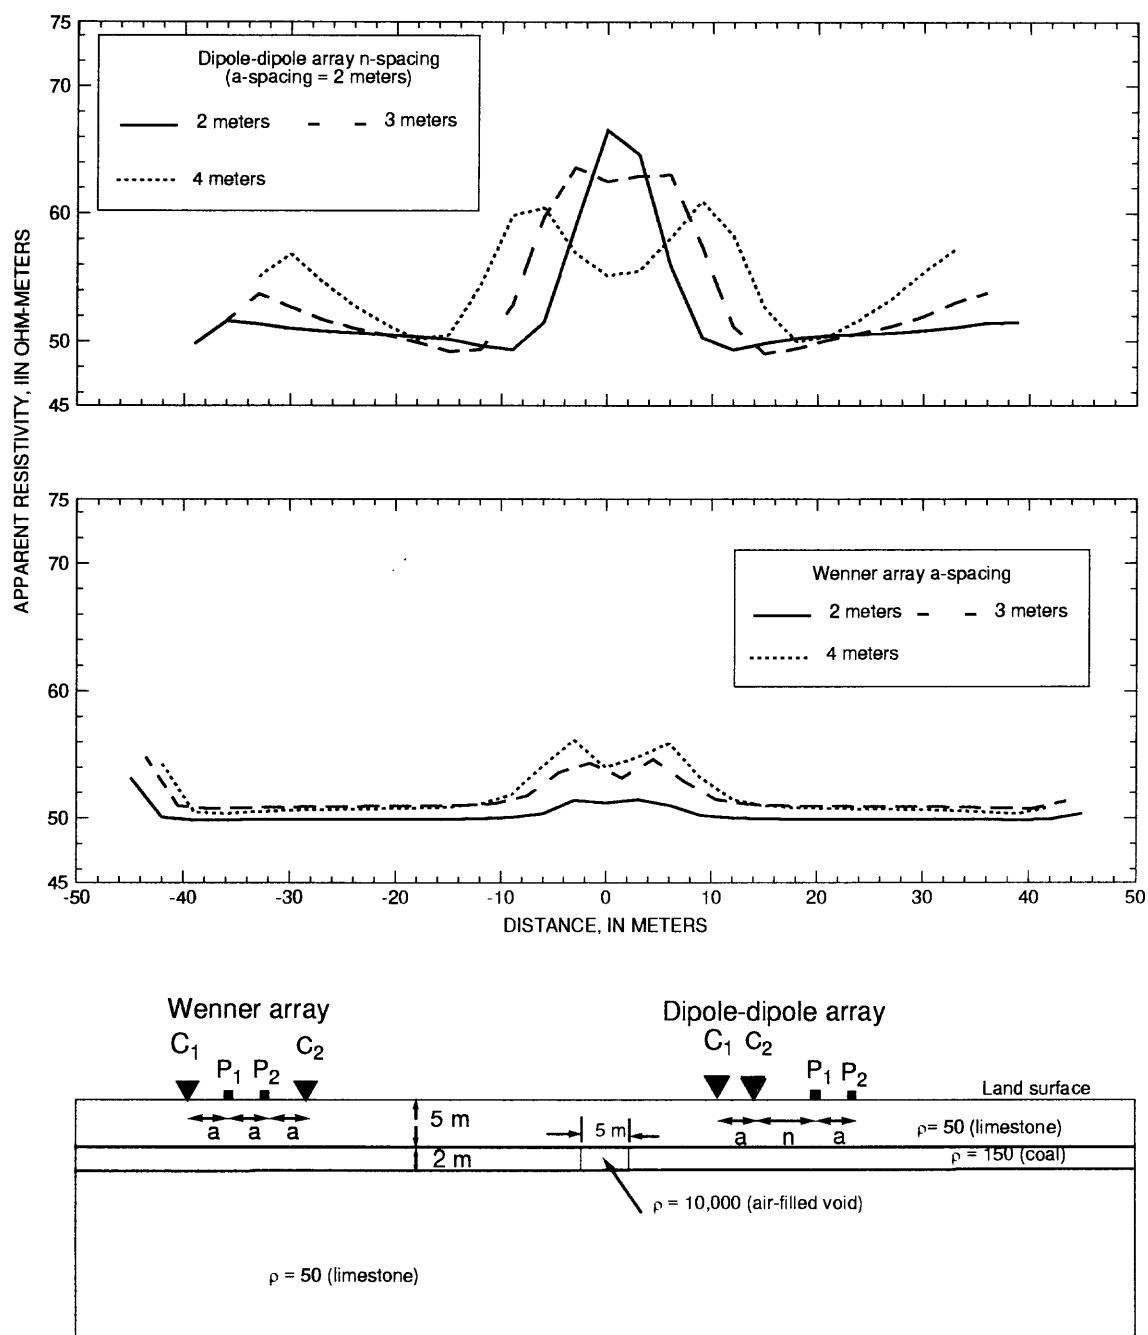 75
70
60
50
45
Dipole-dipole array n-spacing
(a-spacing = 2 meters)
2 meters
3 meters
4 meters
APPARENT RESISTIVITY, IIN OHM-METERS
75
70
60
50
45
Wenner array a-spacing
2 meters
3 meters
4 meters
-50 -40 -30 -20 -10 0 10 20 30 40 50
DISTANCE, IN METERS
Wenner array
C1 P1 P2 C2
a a a
Dipole-dipole array
C1 C2 P1 P2
a n a
Land surface
5 m
5 m
ρ= 50 (limestone)
2 m
ρ = 150 (coal)
ρ = 10,000 (air-filled void)
ρ = 50 (limestone)